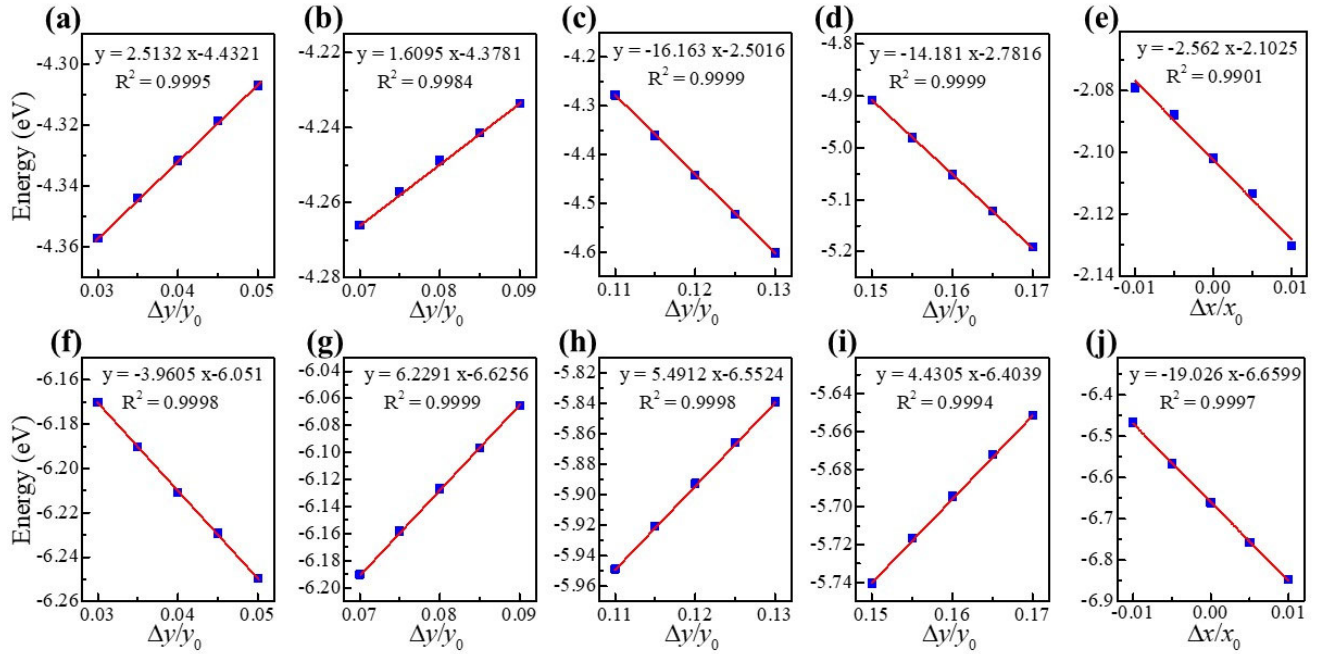 (a)
y = 2.5132 x-4.4321
R² = 0.9995
-4.30
-4.32
-4.34
-4.36
0.03 0.04 0.05
Δy/y₀
Energy (eV)
(b)
y = 1.6095 x-4.3781
R² = 0.9984
-4.22
-4.24
-4.26
-4.28
0.07 0.08 0.09
Δy/y₀
(c)
y = -16.163 x-2.5016
R² = 0.9999
-4.2
-4.3
-4.4
-4.5
-4.6
0.11 0.12 0.13
Δy/y₀
(d)
y = -14.181 x-2.7816
R² = 0.9999
-4.8
-4.9
-5.0
-5.1
-5.2
0.15 0.16 0.17
Δy/y₀
(e)
y = -2.562 x-2.1025
R² = 0.9901
-2.08
-2.10
-2.12
-2.14
-0.01 0.00 0.01
Δx/x₀
(f)
y = -3.9605 x-6.051
R² = 0.9998
-6.16
-6.18
-6.20
-6.22
-6.24
-6.26
0.03 0.04 0.05
Δy/y₀
Energy (eV)
(g)
y = 6.2291 x-6.6256
R² = 0.9999
-6.04
-6.06
-6.08
-6.10
-6.12
-6.14
-6.16
-6.18
-6.20
0.07 0.08 0.09
Δy/y₀
(h)
y = 5.4912 x-6.5524
R² = 0.9998
-5.82
-5.84
-5.86
-5.88
-5.90
-5.92
-5.94
-5.96
0.11 0.12 0.13
Δy/y₀
(i)
y = 4.4305 x-6.4039
R² = 0.9994
-5.64
-5.66
-5.68
-5.70
-5.72
-5.74
0.15 0.16 0.17
Δy/y₀
(j)
y = -19.026 x-6.6599
R² = 0.9997
-6.4
-6.5
-6.6
-6.7
-6.8
-6.9
-0.01 0.00 0.01
Δx/x₀